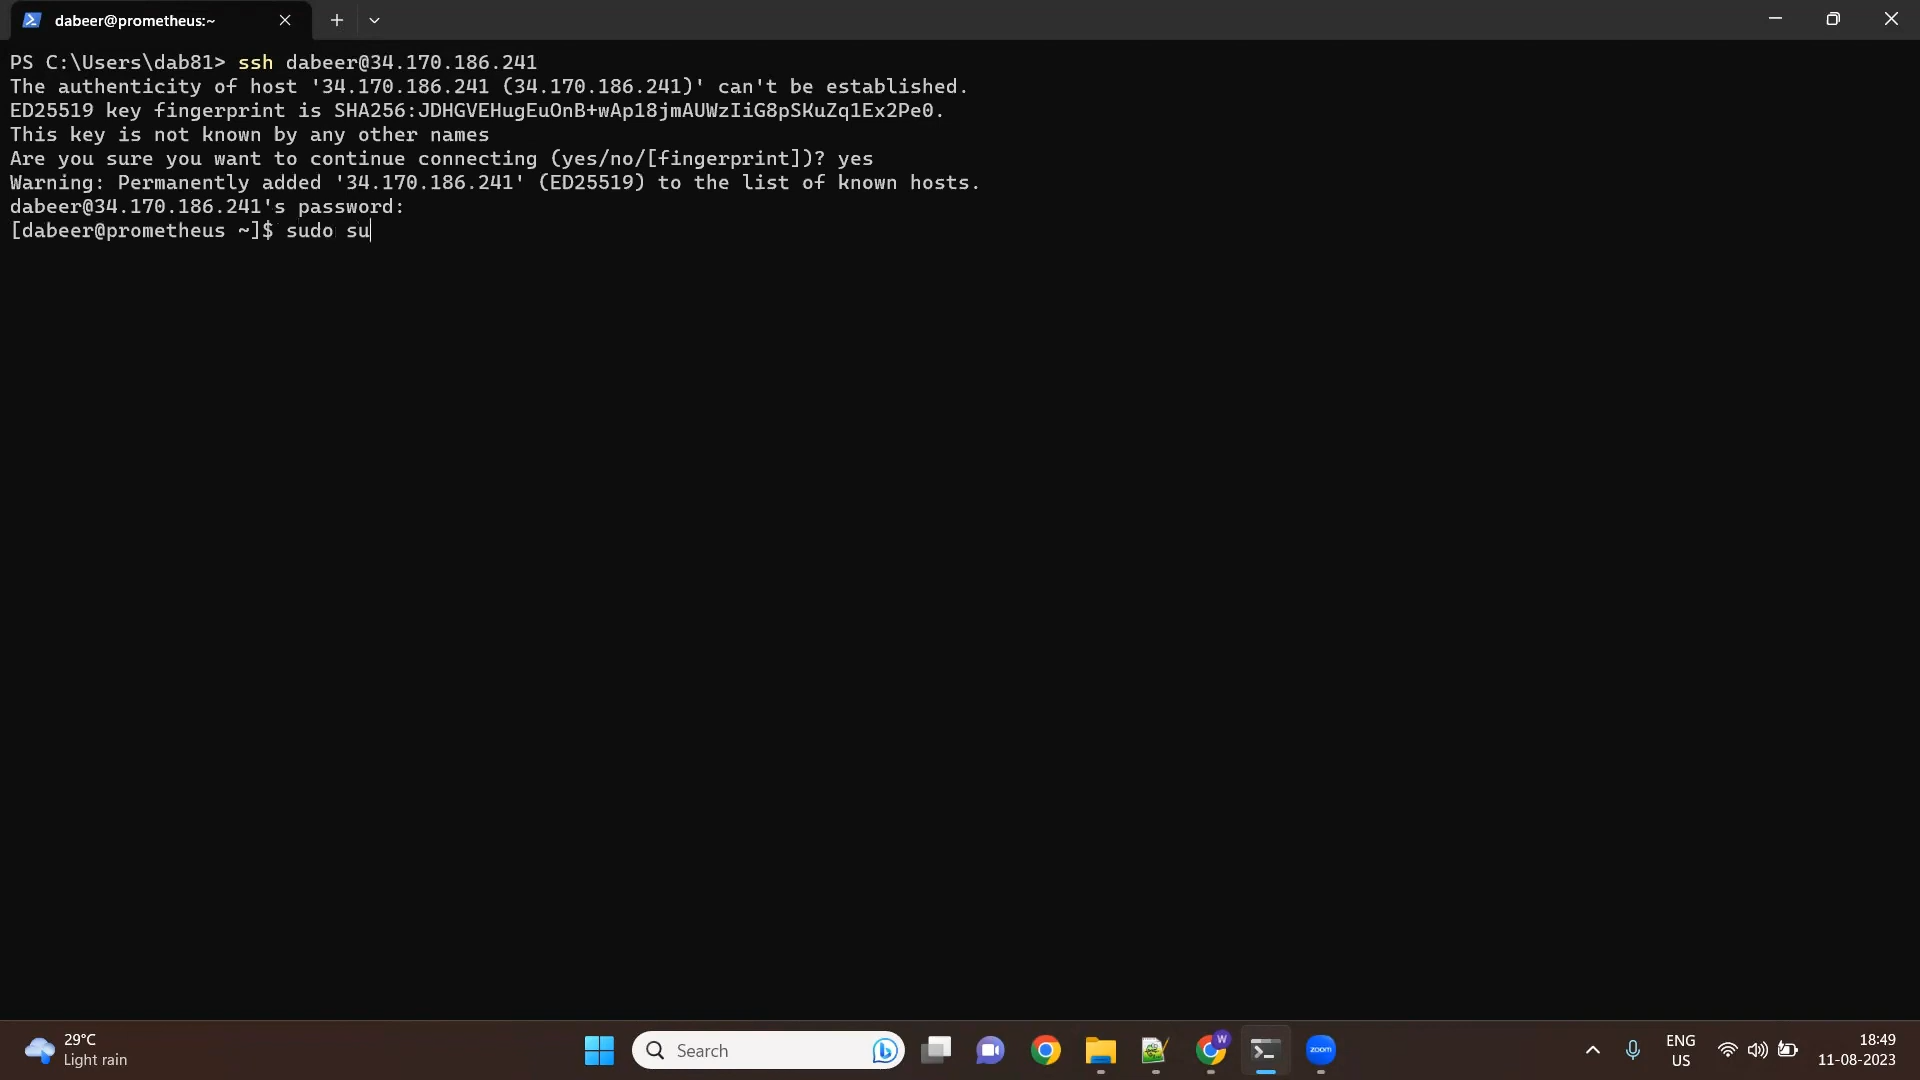 dabeer@prometheus:~
PS C:\Users\dab81> ssh dabeer@34.170.186.241
The authenticity of host '34.170.186.241 (34.170.186.241)' can't be established.
ED25519 key fingerprint is SHA256:JDHGVEHugEuOnB+wAp18jmAUWzIiG8pSKuZq1Ex2Pe0.
This key is not known by any other names
Are you sure you want to continue connecting (yes/no/[fingerprint])? yes
Warning: Permanently added '34.170.186.241' (ED25519) to the list of known hosts.
dabeer@34.170.186.241's password:
[dabeer@prometheus ~]$ sudo su
29°C
Light rain
Search
W
zoom
ENG
US
18:49
11-08-2023